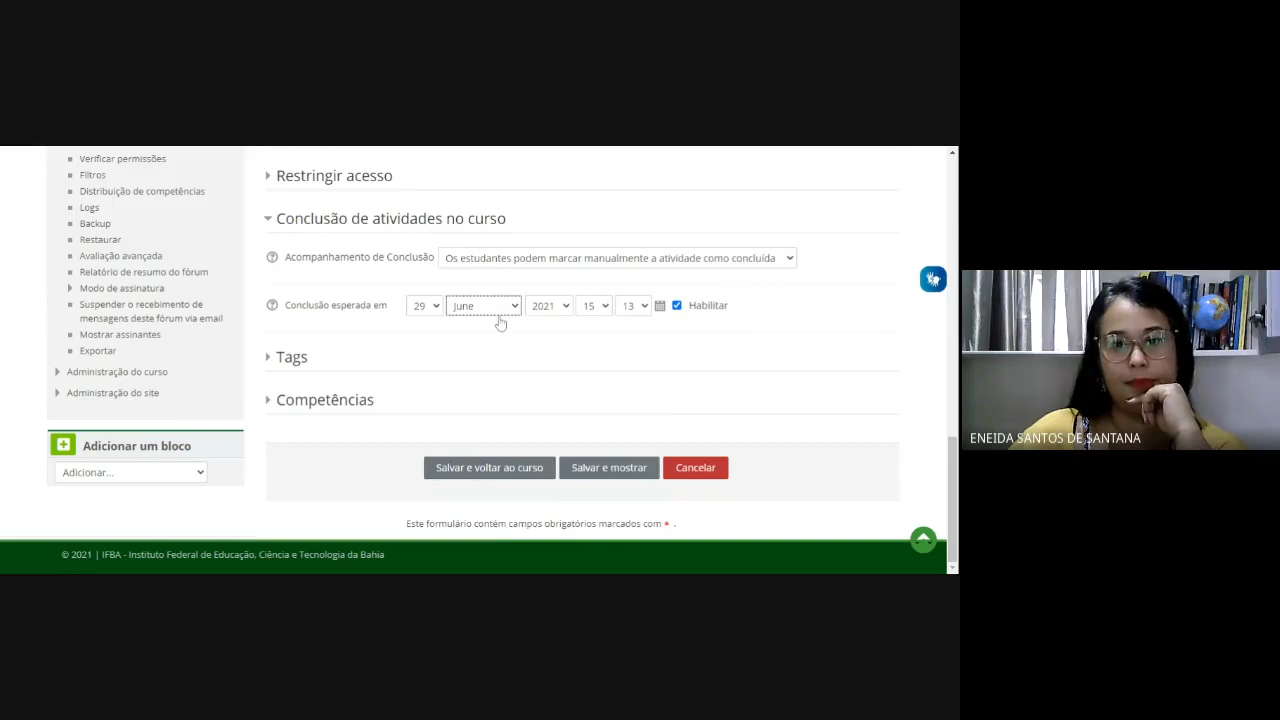 Verificar permissões
Filtros
Distribuição de competências
Logs
Backup
Restaurar
Avaliação avançada
Relatório de resumo do fórum
Modo de assinatura
Suspender o recebimento de
mensagens deste fórum via email
Mostrar assinantes
Exportar
Administração do curso
Administração do site
Adicionar um bloco
Adicionar...
Restringir acesso
Conclusão de atividades no curso
Acompanhamento de Conclusão Os estudantes podem marcar manualmente a atividade como concluída
Conclusão esperada em 29 June 2021 15 13 Habilitar
Tags
Competências
Salvar e voltar ao curso Salvar e mostrar Cancelar
Este formulário contém campos obrigatórios marcados com * .
© 2021 | IFBA - Instituto Federal de Educação, Ciência e Tecnologia da Bahia
ENEIDA SANTOS DE SANTANA